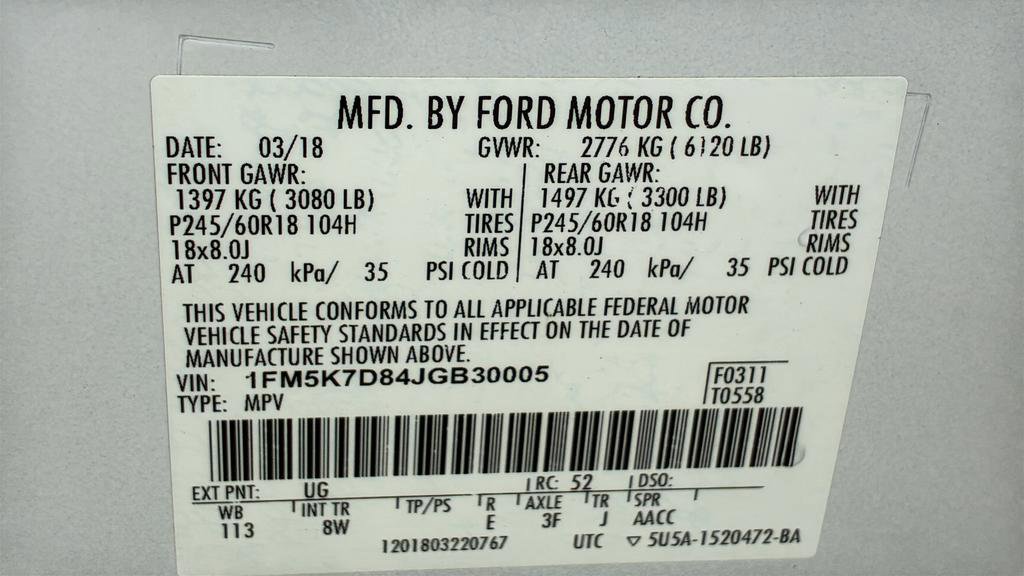 MFD. BY FORD MOTOR CO.
DATE: 03/18 GVWR: 2776 KG ( 6120 LB)
FRONT GAWR: REAR GAWR:
1397 KG ( 3080 LB) WITH 1497 KG ( 3300 LB) WITH
P245/60R18 104H TIRES P245/60R18 104H TIRES
18x8.0J RIMS 18x8.0J RIMS
AT 240 kPa/ 35 PSI COLD AT 240 kPa/ 35 PSI COLD
THIS VEHICLE CONFORMS TO ALL APPLICABLE FEDERAL MOTOR
VEHICLE SAFETY STANDARDS IN EFFECT ON THE DATE OF
MANUFACTURE SHOWN ABOVE.
VIN: 1FM5K7D84JGB30005 F0311
TYPE: MPV T0558
EXT PNT: UG RC: 52 DSO:
WB INT TR TP/PS R AXLE TR SPR
113 8W E 3F J AACC
1201803220767 UTC ▽ 5U5A-1520472-BA